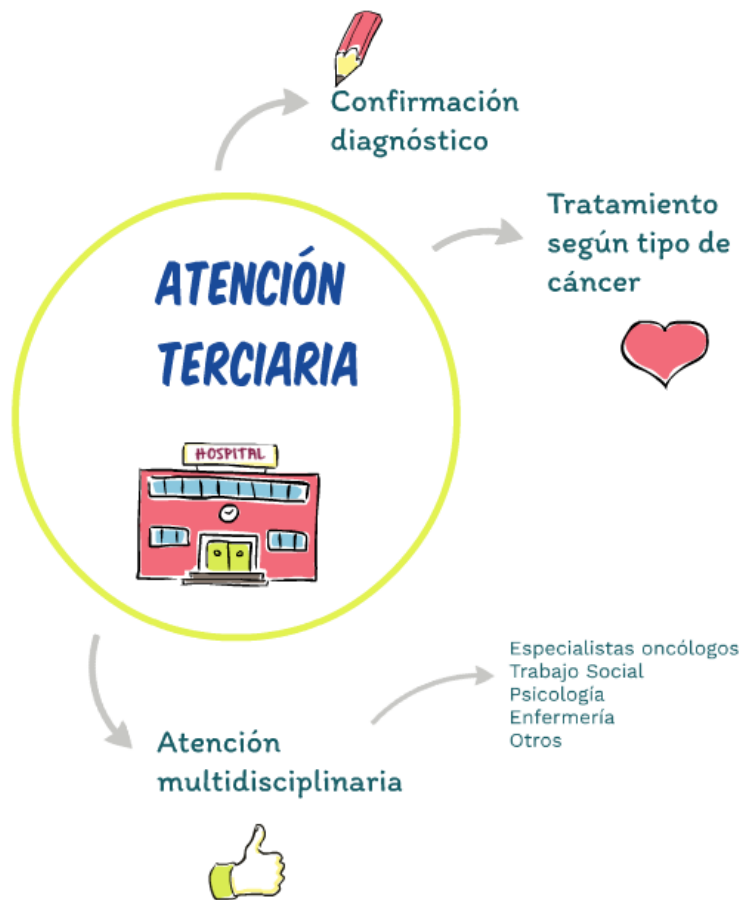 Confirmación
diagnóstico
Tratamiento
según tipo de
cáncer
ATENCIÓN
TERCIARIA
HOSPITAL
Especialistas oncólogos
Trabajo Social
Psicología
Enfermería
Otros
Atención
multidisciplinaria